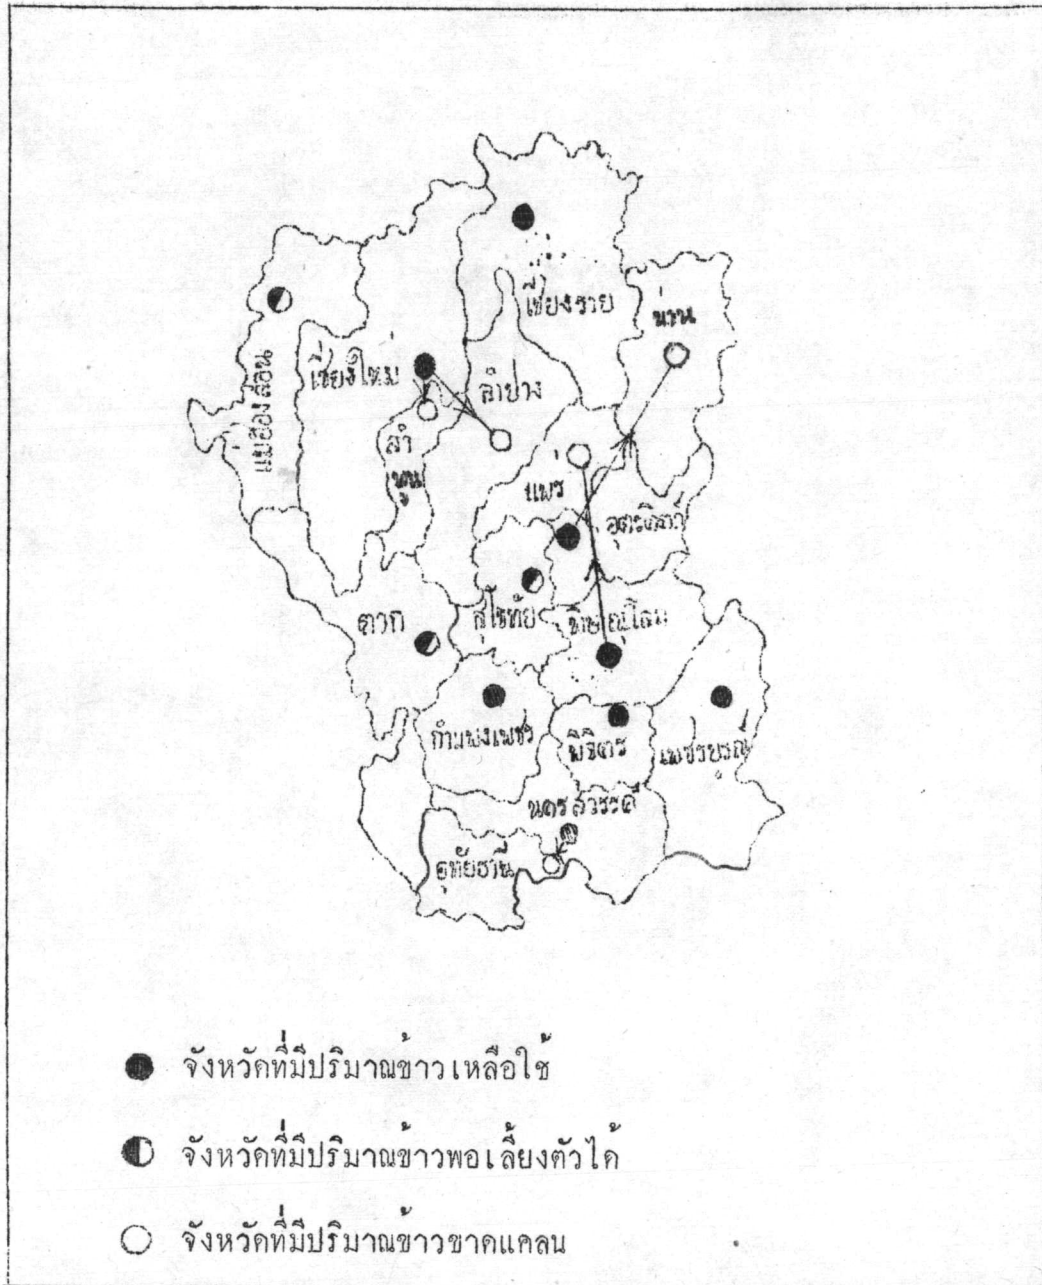 เชียงราย
น่าน
แม่ฮ่องสอน
เชียงใหม่
ลำปาง
ลำ
พูน
แพร่
อุตรดิตถ์
สุโขทัย
พิษณุโลก
ตาก
กำแพงเพชร
พิจิตร
เพชรบูรณ์
นครสวรรค์
อุทัยธานี
จังหวัดที่มีปริมาณข้าวเหลือใช้
จังหวัดที่มีปริมาณข้าวพอเลี้ยงตัวได้
จังหวัดที่มีปริมาณข้าวขาดแคลน